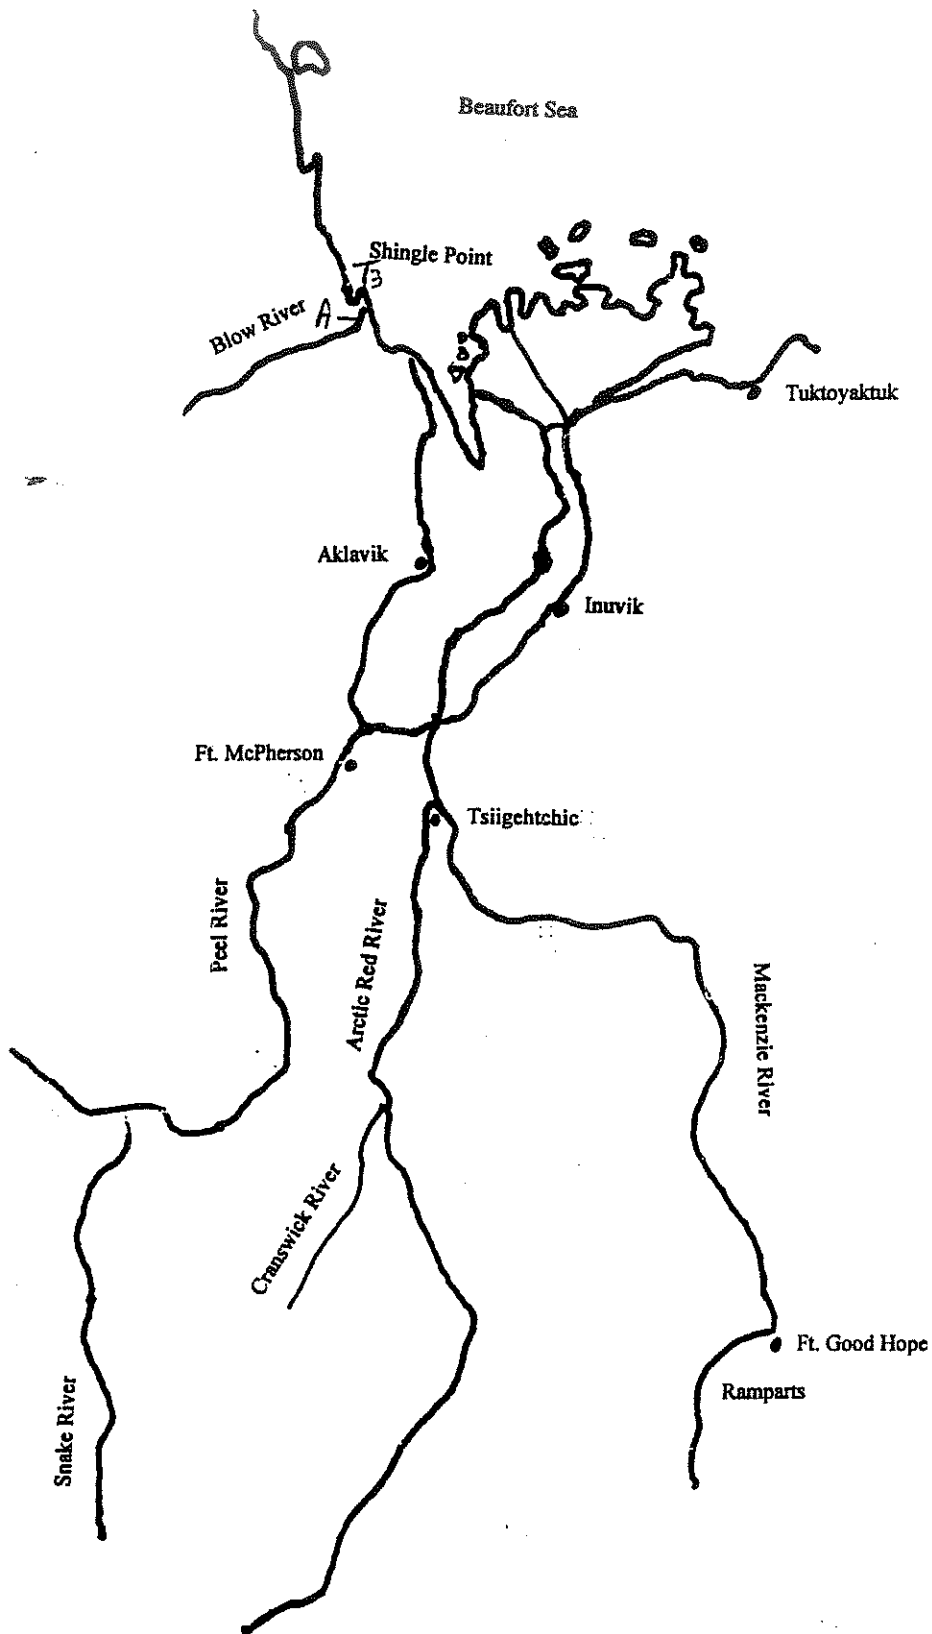 Beaufort Sea
Shingle Point
B
A
Blow River
Tuktoyaktuk
Aklavik
Inuvik
Ft. McPherson
Tsiigehtchic
Peel River
Arctic Red River
Mackenzie River
Cranswick River
Ft. Good Hope
Ramparts
Snake River